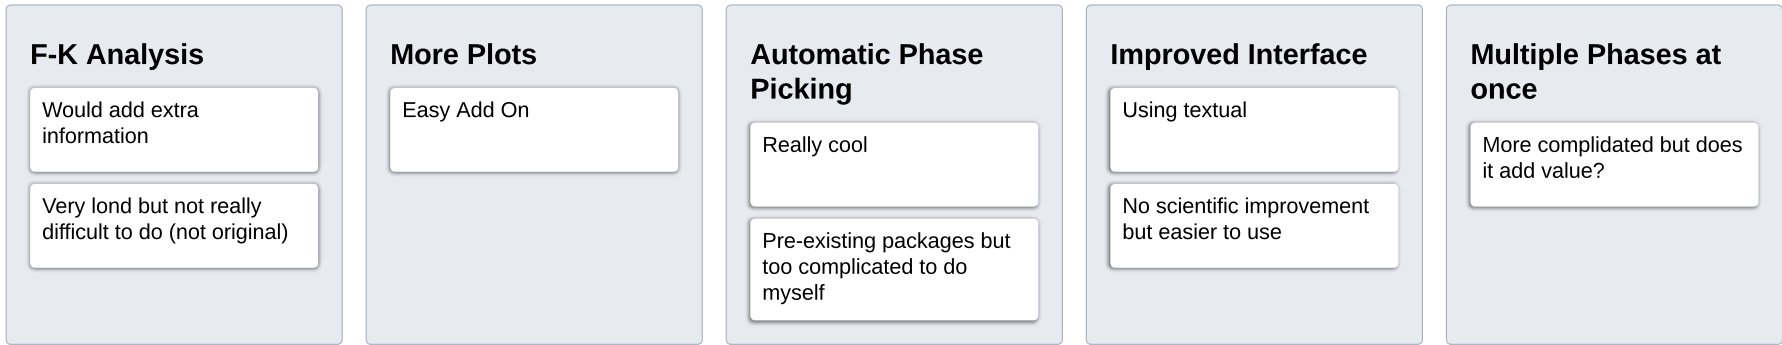 F-K Analysis
Would add extra
information
Very lond but not really
difficult to do (not original)
More Plots
Easy Add On
Automatic Phase
Picking
Really cool
Pre-existing packages but
too complicated to do
myself
Improved Interface
Using textual
No scientific improvement
but easier to use
Multiple Phases at
once
More complidated but does
it add value?